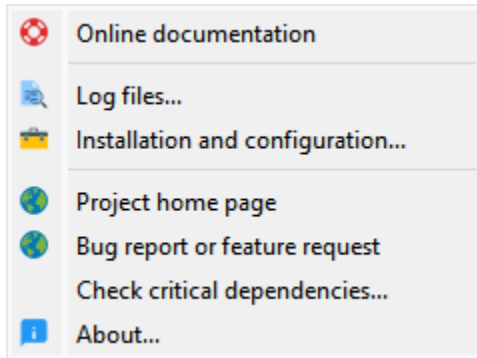 Online documentation
Log files...
Installation and configuration...
Project home page
Bug report or feature request
Check critical dependencies...
About...